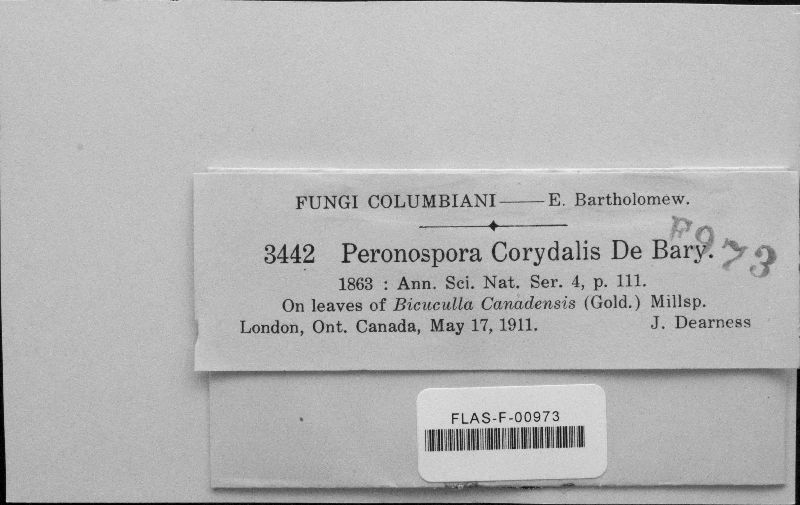 FUNGI COLUMBIANI——E. Bartholomew.
3442 Peronospora Corydalis De Bary.
F973
1863 : Ann. Sci. Nat. Ser. 4, p. 111.
On leaves of Bicuculla Canadensis (Gold.) Millsp.
London, Ont. Canada, May 17, 1911. J. Dearness
FLAS-F-00973